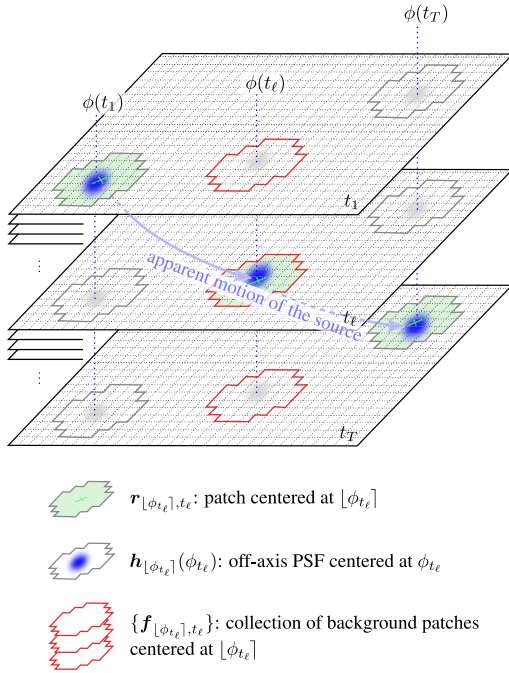 ϕ(t_T)
ϕ(t_ℓ)
ϕ(t_1)
t_1
apparent motion of the source
t_ℓ
t_T
r_{⌊ϕ_{t_ℓ}⌉,t_ℓ}: patch centered at ⌊ϕ_{t_ℓ}⌉
h_{⌊ϕ_{t_ℓ}⌉}(ϕ_{t_ℓ}): off-axis PSF centered at ϕ_{t_ℓ}
{f_{⌊ϕ_{t_ℓ}⌉,t_ℓ}}: collection of background patches
centered at ⌊ϕ_{t_ℓ}⌉